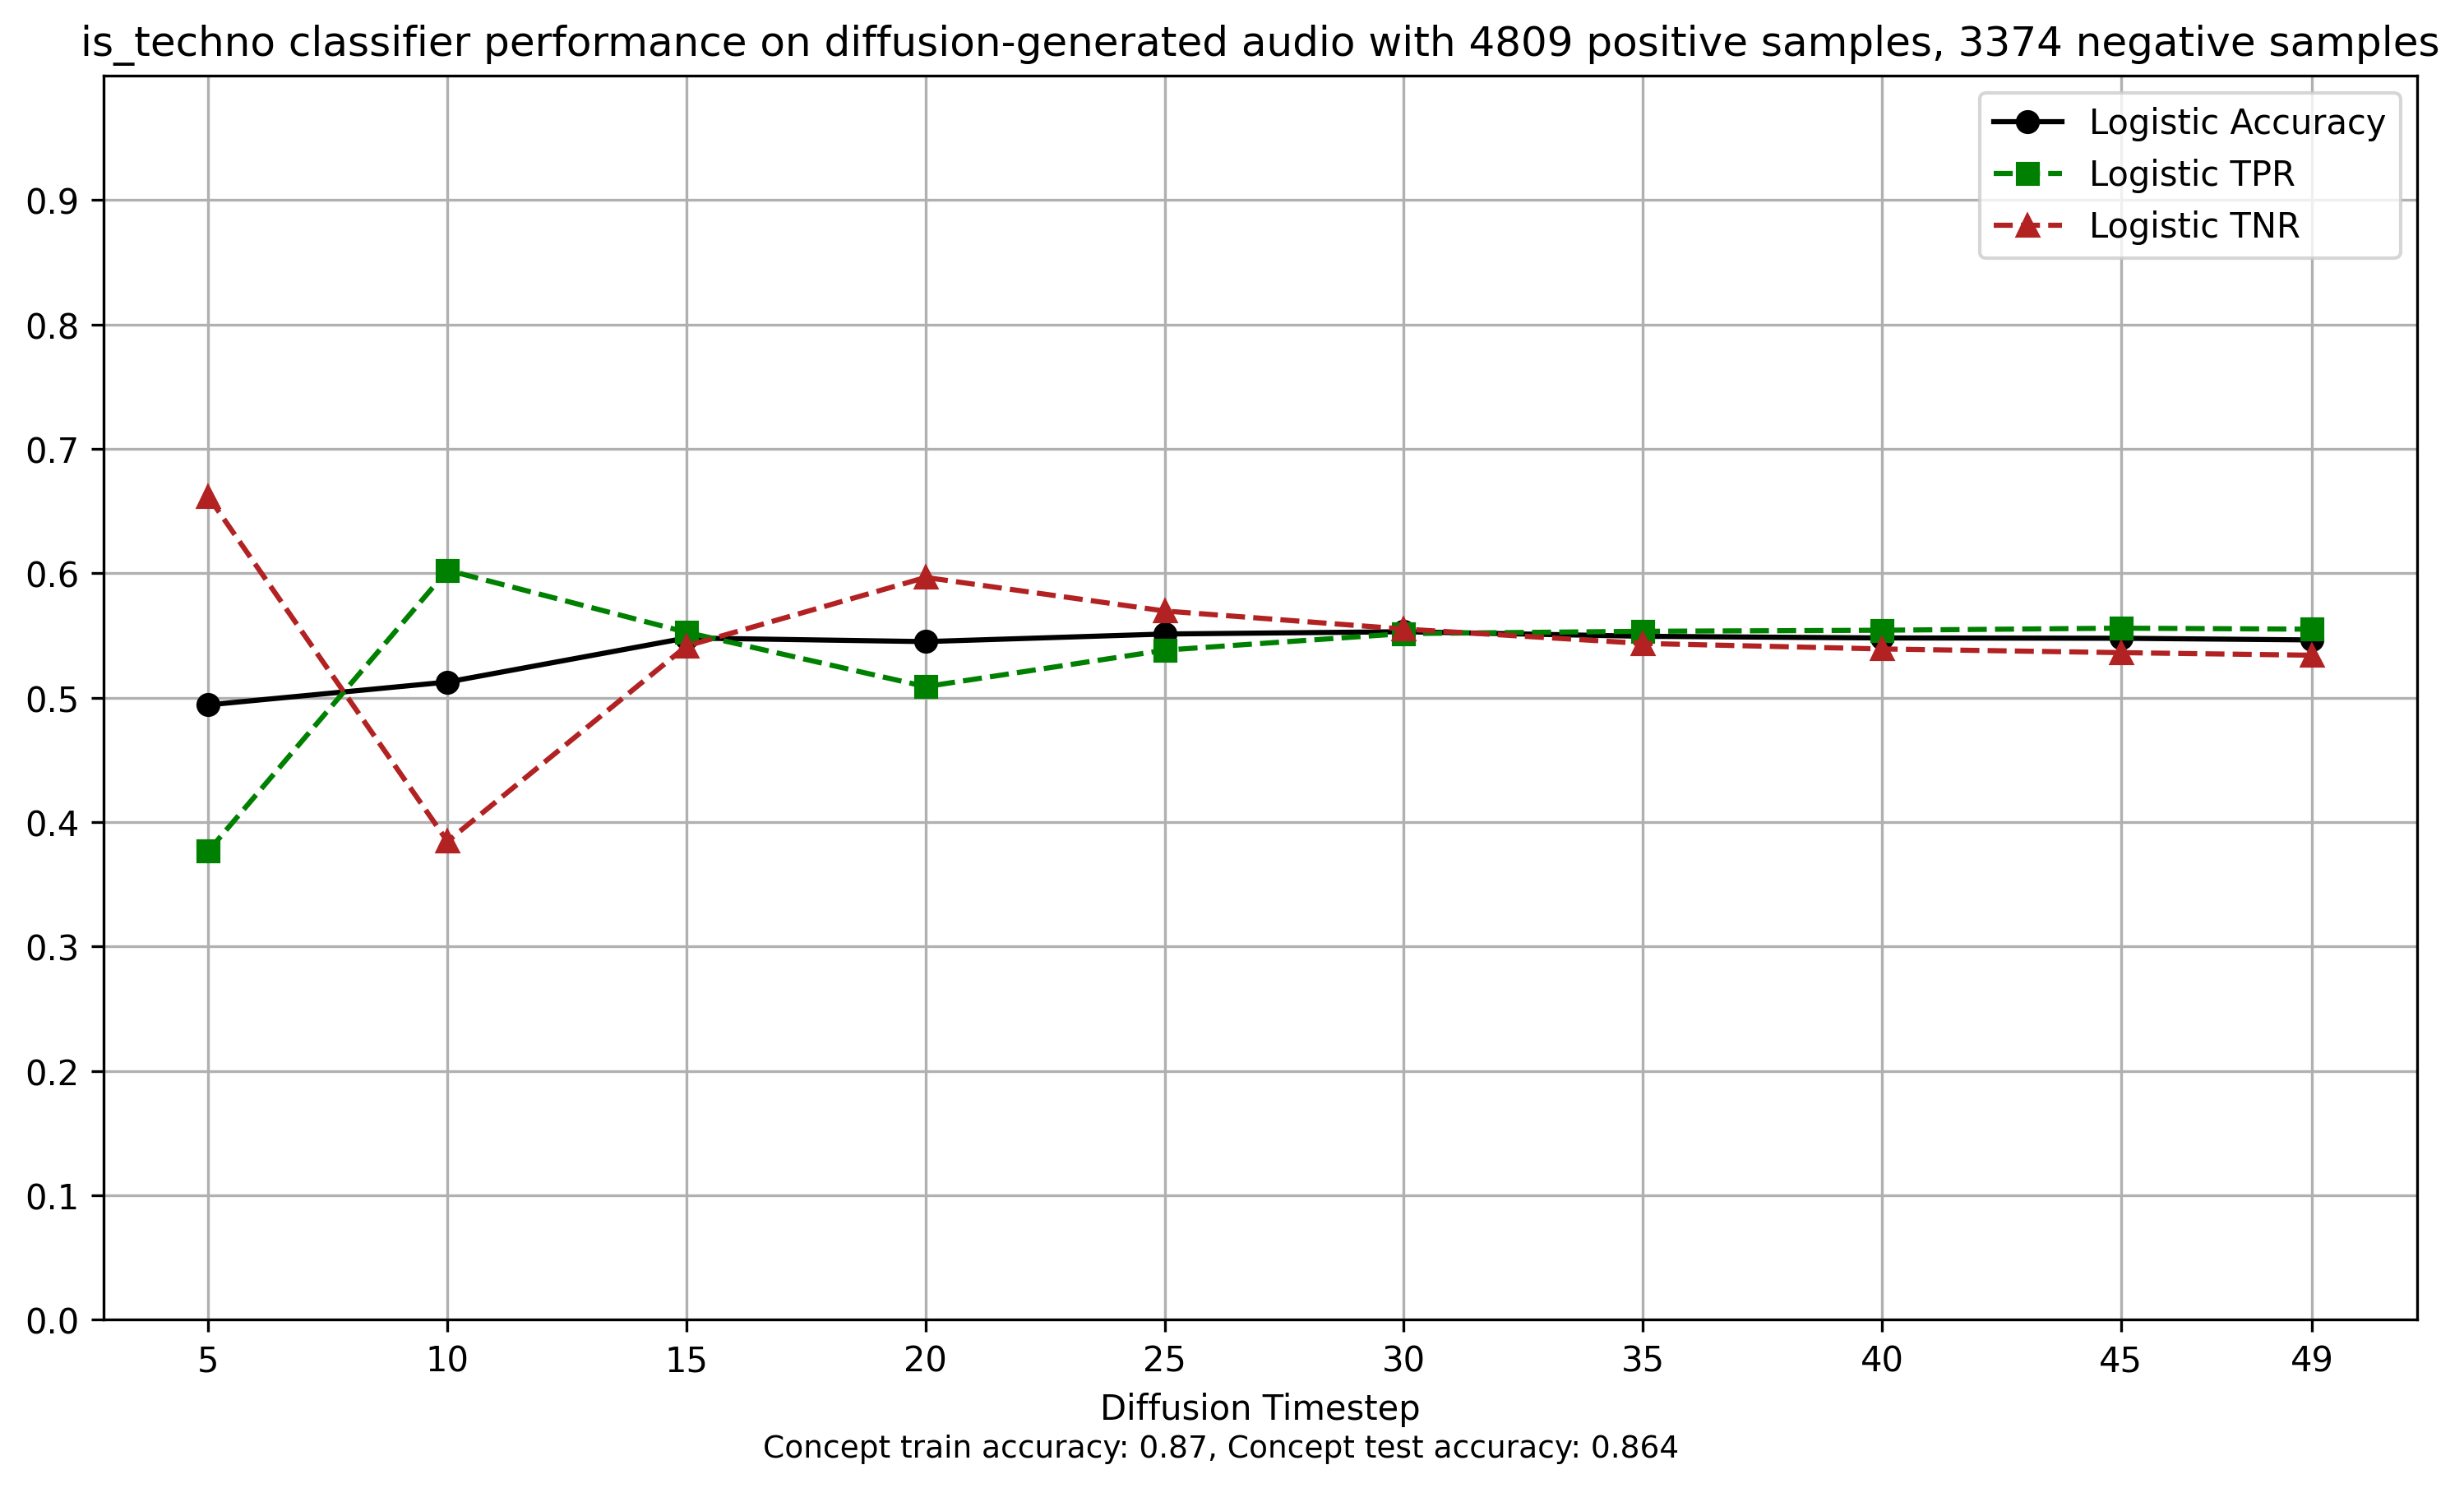 is_techno classifier performance on diffusion-generated audio with 4809 positive samples, 3374 negative samples
Logistic Accuracy
Logistic TPR
Logistic TNR
0.9
0.8
0.7
0.6
0.5
0.4
0.3
0.2
0.1
0.0
5 10 15 20 25 30 35 40 45 49
Diffusion Timestep
Concept train accuracy: 0.87, Concept test accuracy: 0.864